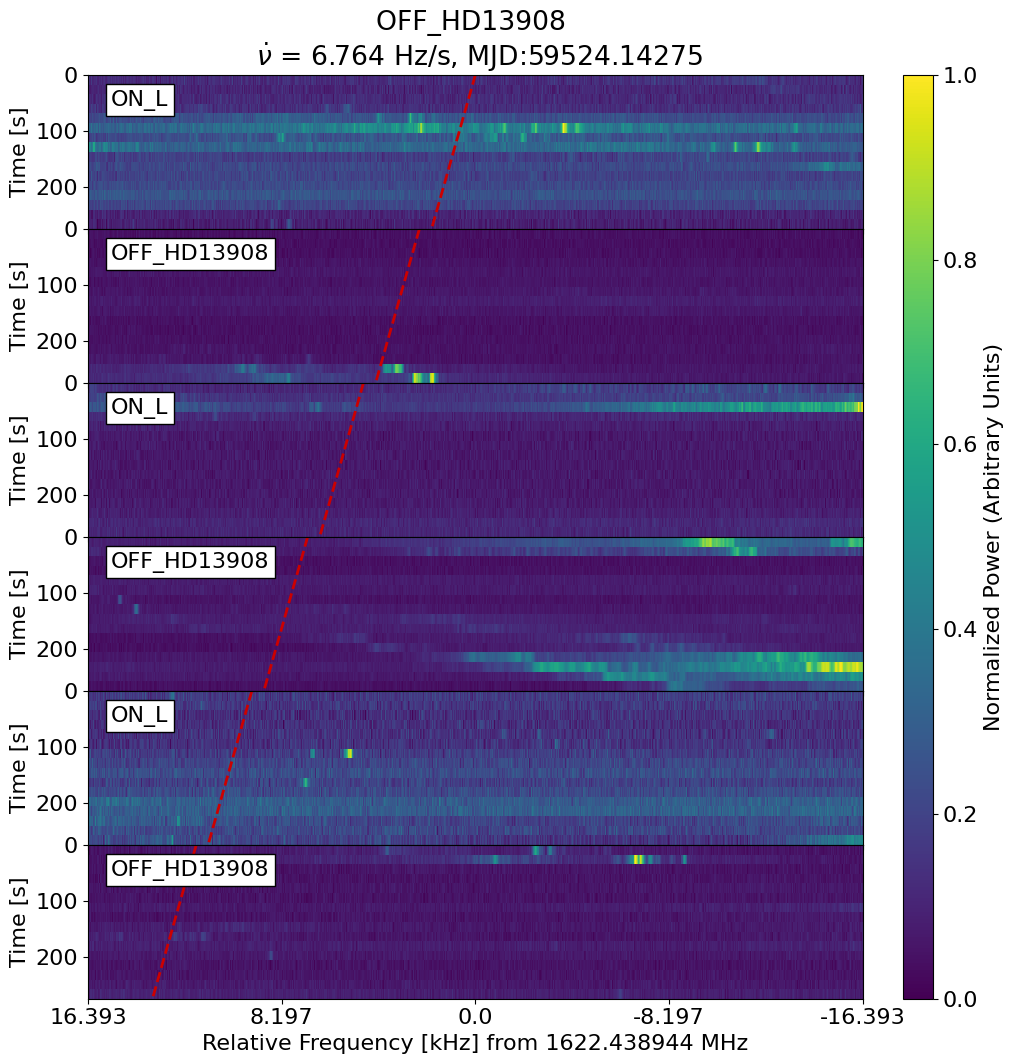 OFF_HD13908
ν̇ = 6.764 Hz/s, MJD:59524.14275
ON_L
OFF_HD13908
ON_L
OFF_HD13908
ON_L
OFF_HD13908
Time [s]
0
100
200
Time [s]
0
100
200
Time [s]
0
100
200
Time [s]
0
100
200
Time [s]
0
100
200
Time [s]
0
100
200
16.393
8.197
0.0
-8.197
-16.393
Relative Frequency [kHz] from 1622.438944 MHz
1.0
0.8
0.6
0.4
0.2
0.0
Normalized Power (Arbitrary Units)